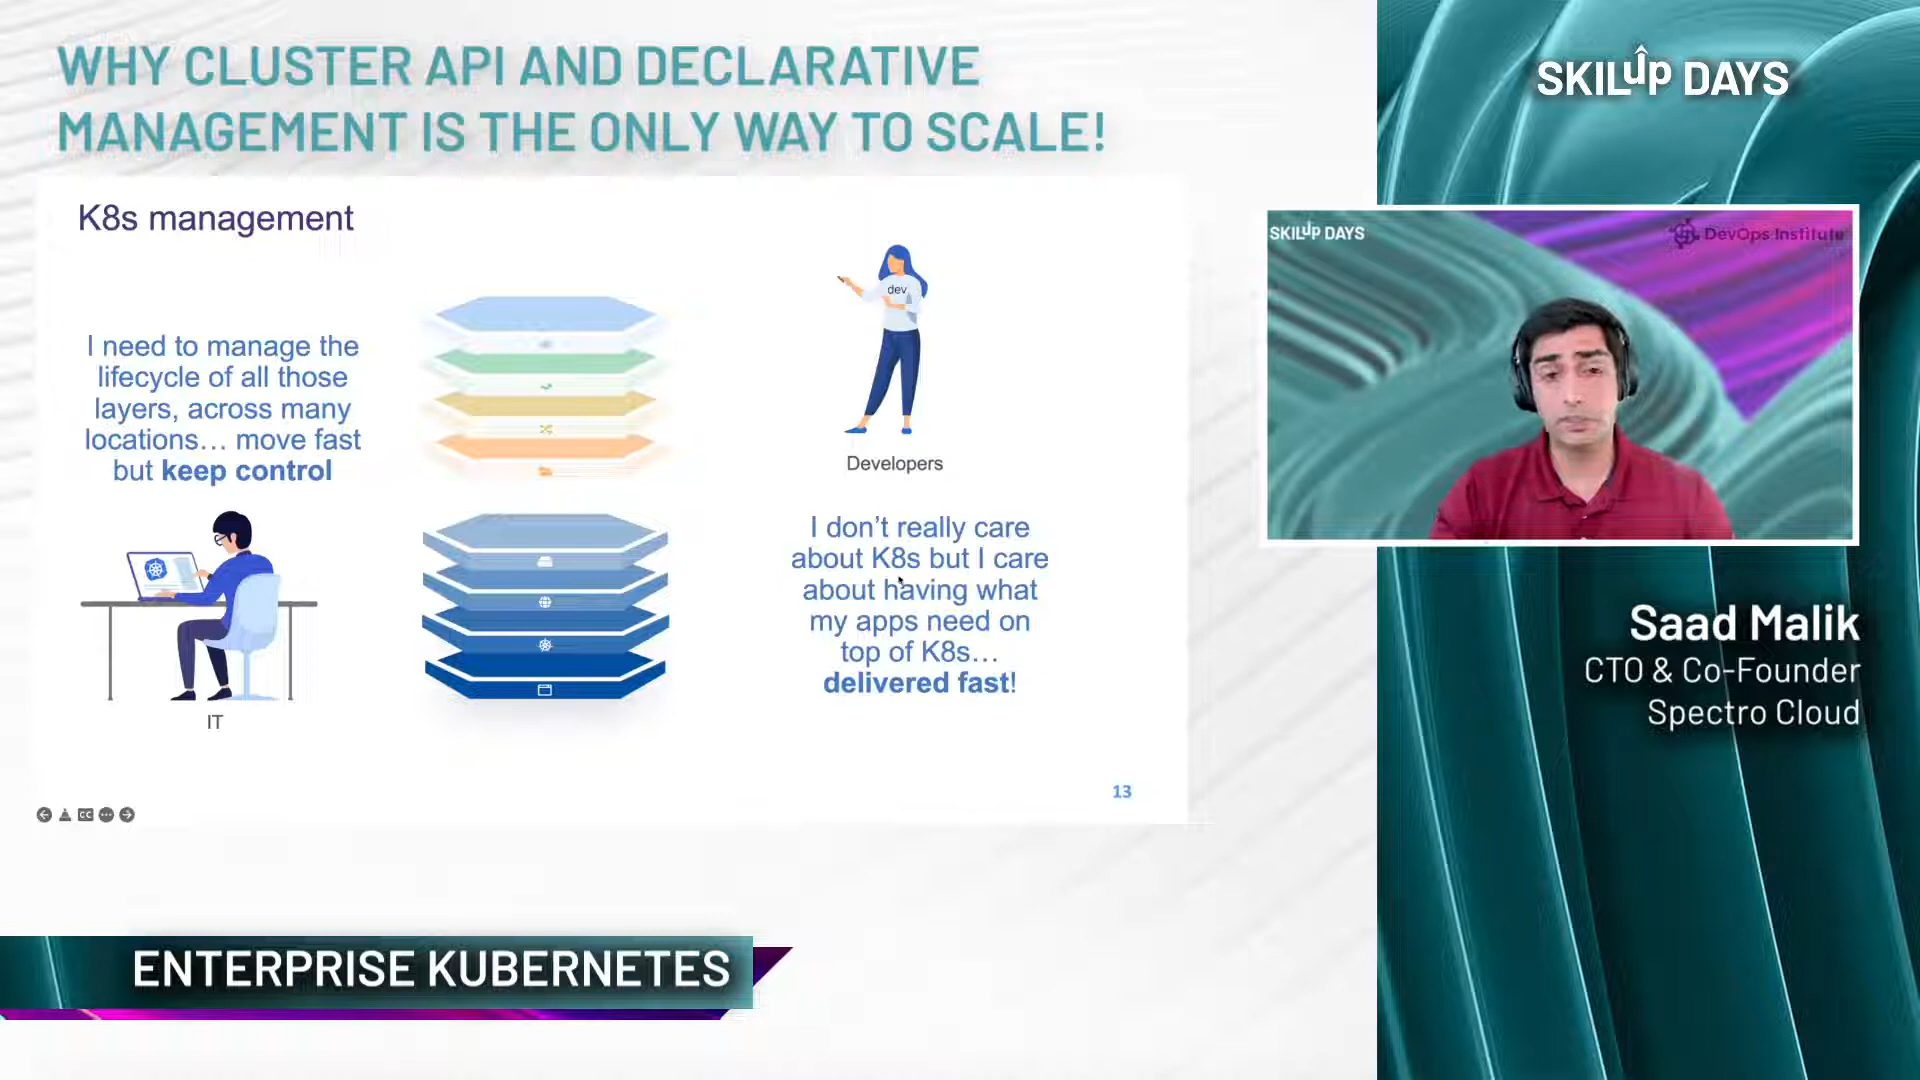 WHY CLUSTER API AND DECLARATIVE
MANAGEMENT IS THE ONLY WAY TO SCALE!
SKILup DAYS
K8s management
SKILup DAYS
DevOps Institute
dev
I need to manage the
lifecycle of all those
layers, across many
locations… move fast
but keep control
Developers
I don’t really care
about K8s but I care
about having what
my apps need on
top of K8s…
delivered fast!
IT
Saad Malik
CTO & Co-Founder
Spectro Cloud
13
CC
ENTERPRISE KUBERNETES